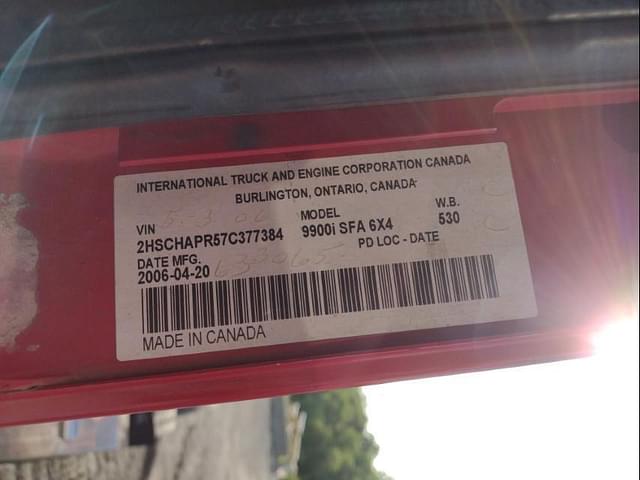 INTERNATIONAL TRUCK AND ENGINE CORPORATION CANADA
BURLINGTON, ONTARIO, CANADA
VIN MODEL W.B.
2HSCHAPR57C377384 9900i SFA 6X4 530
DATE MFG. PD LOC - DATE
2006-04-20
MADE IN CANADA